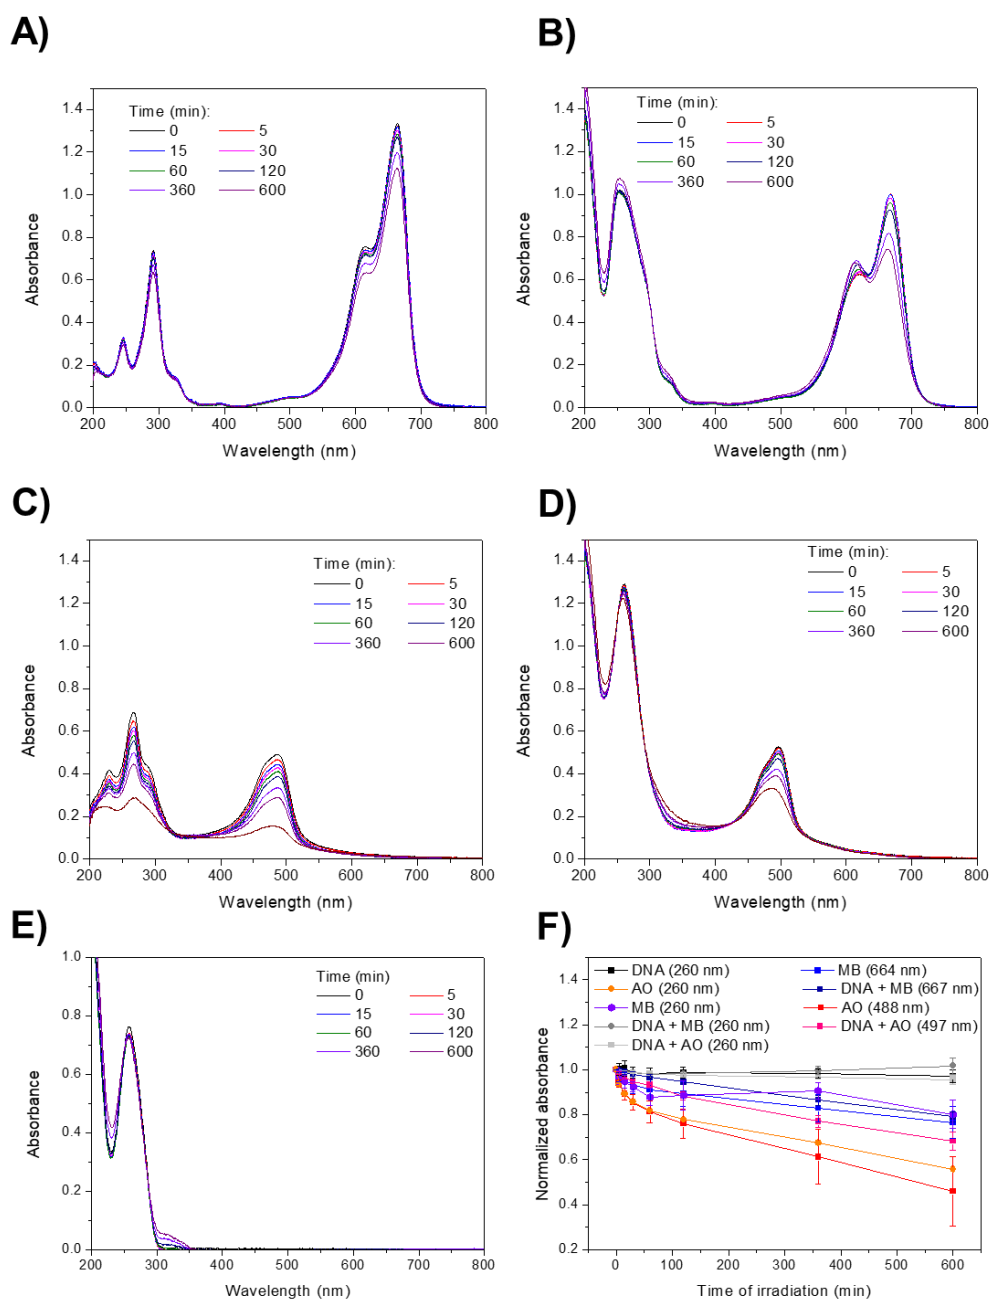 A)
B)
Time (min):
0 5
15 30
60 120
360 600
1.4
1.2
1.0
0.8
0.6
0.4
0.2
0.0
200 300 400 500 600 700 800
Absorbance
Wavelength (nm)
Time (min):
0 5
15 30
60 120
360 600
1.4
1.2
1.0
0.8
0.6
0.4
0.2
0.0
200 300 400 500 600 700 800
Absorbance
Wavelength (nm)
C)
D)
Time (min):
0 5
15 30
60 120
360 600
1.4
1.2
1.0
0.8
0.6
0.4
0.2
0.0
200 300 400 500 600 700 800
Absorbance
Wavelength (nm)
Time (min):
0 5
15 30
60 120
360 600
1.4
1.2
1.0
0.8
0.6
0.4
0.2
0.0
200 300 400 500 600 700 800
Absorbance
Wavelength (nm)
E)
F)
Time (min)
0 5
15 30
60 120
360 600
1.0
0.8
0.6
0.4
0.2
0.0
200 300 400 500 600 700 800
Absorbance
Wavelength (nm)
DNA (260 nm) MB (664 nm)
AO (260 nm) DNA + MB (667 nm)
MB (260 nm) AO (488 nm)
DNA + MB (260 nm) DNA + AO (497 nm)
DNA + AO (260 nm)
1.4
1.2
1.0
0.8
0.6
0.4
0.2
0 100 200 300 400 500 600
Normalized absorbance
Time of irradiation (min)